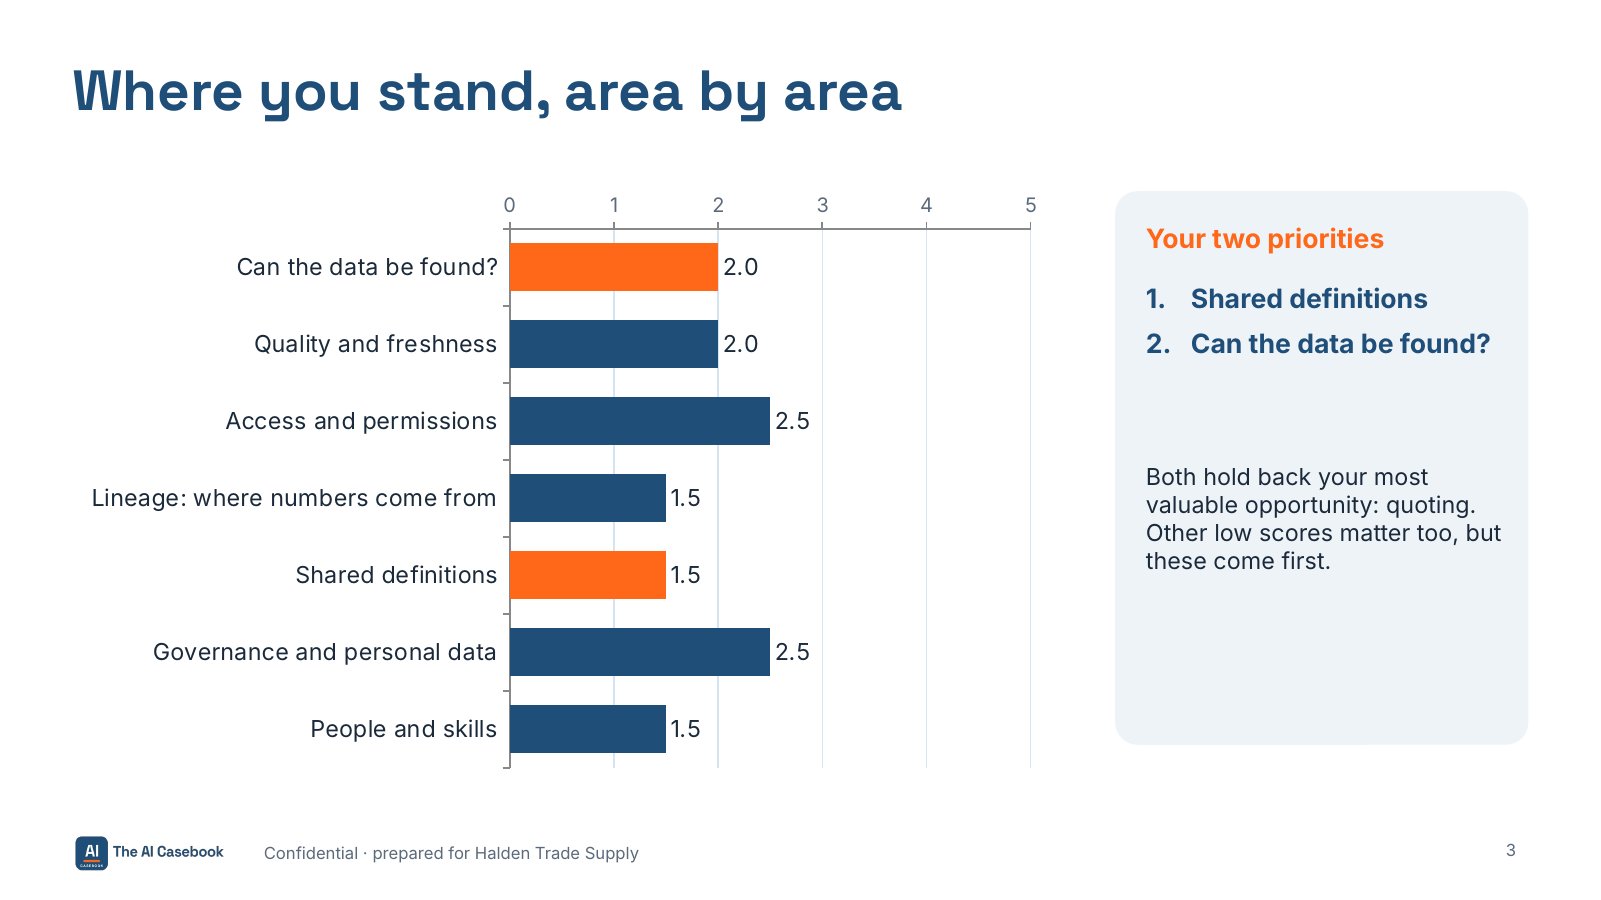 Where you stand, area by area
0 1 2 3 4 5
Can the data be found? 2.0
Quality and freshness 2.0
Access and permissions 2.5
Lineage: where numbers come from 1.5
Shared definitions 1.5
Governance and personal data 2.5
People and skills 1.5
Your two priorities
1. Shared definitions
2. Can the data be found?
Both hold back your most
valuable opportunity: quoting.
Other low scores matter too, but
these come first.
AI
CASEBOOK
The AI Casebook
Confidential · prepared for Halden Trade Supply
3